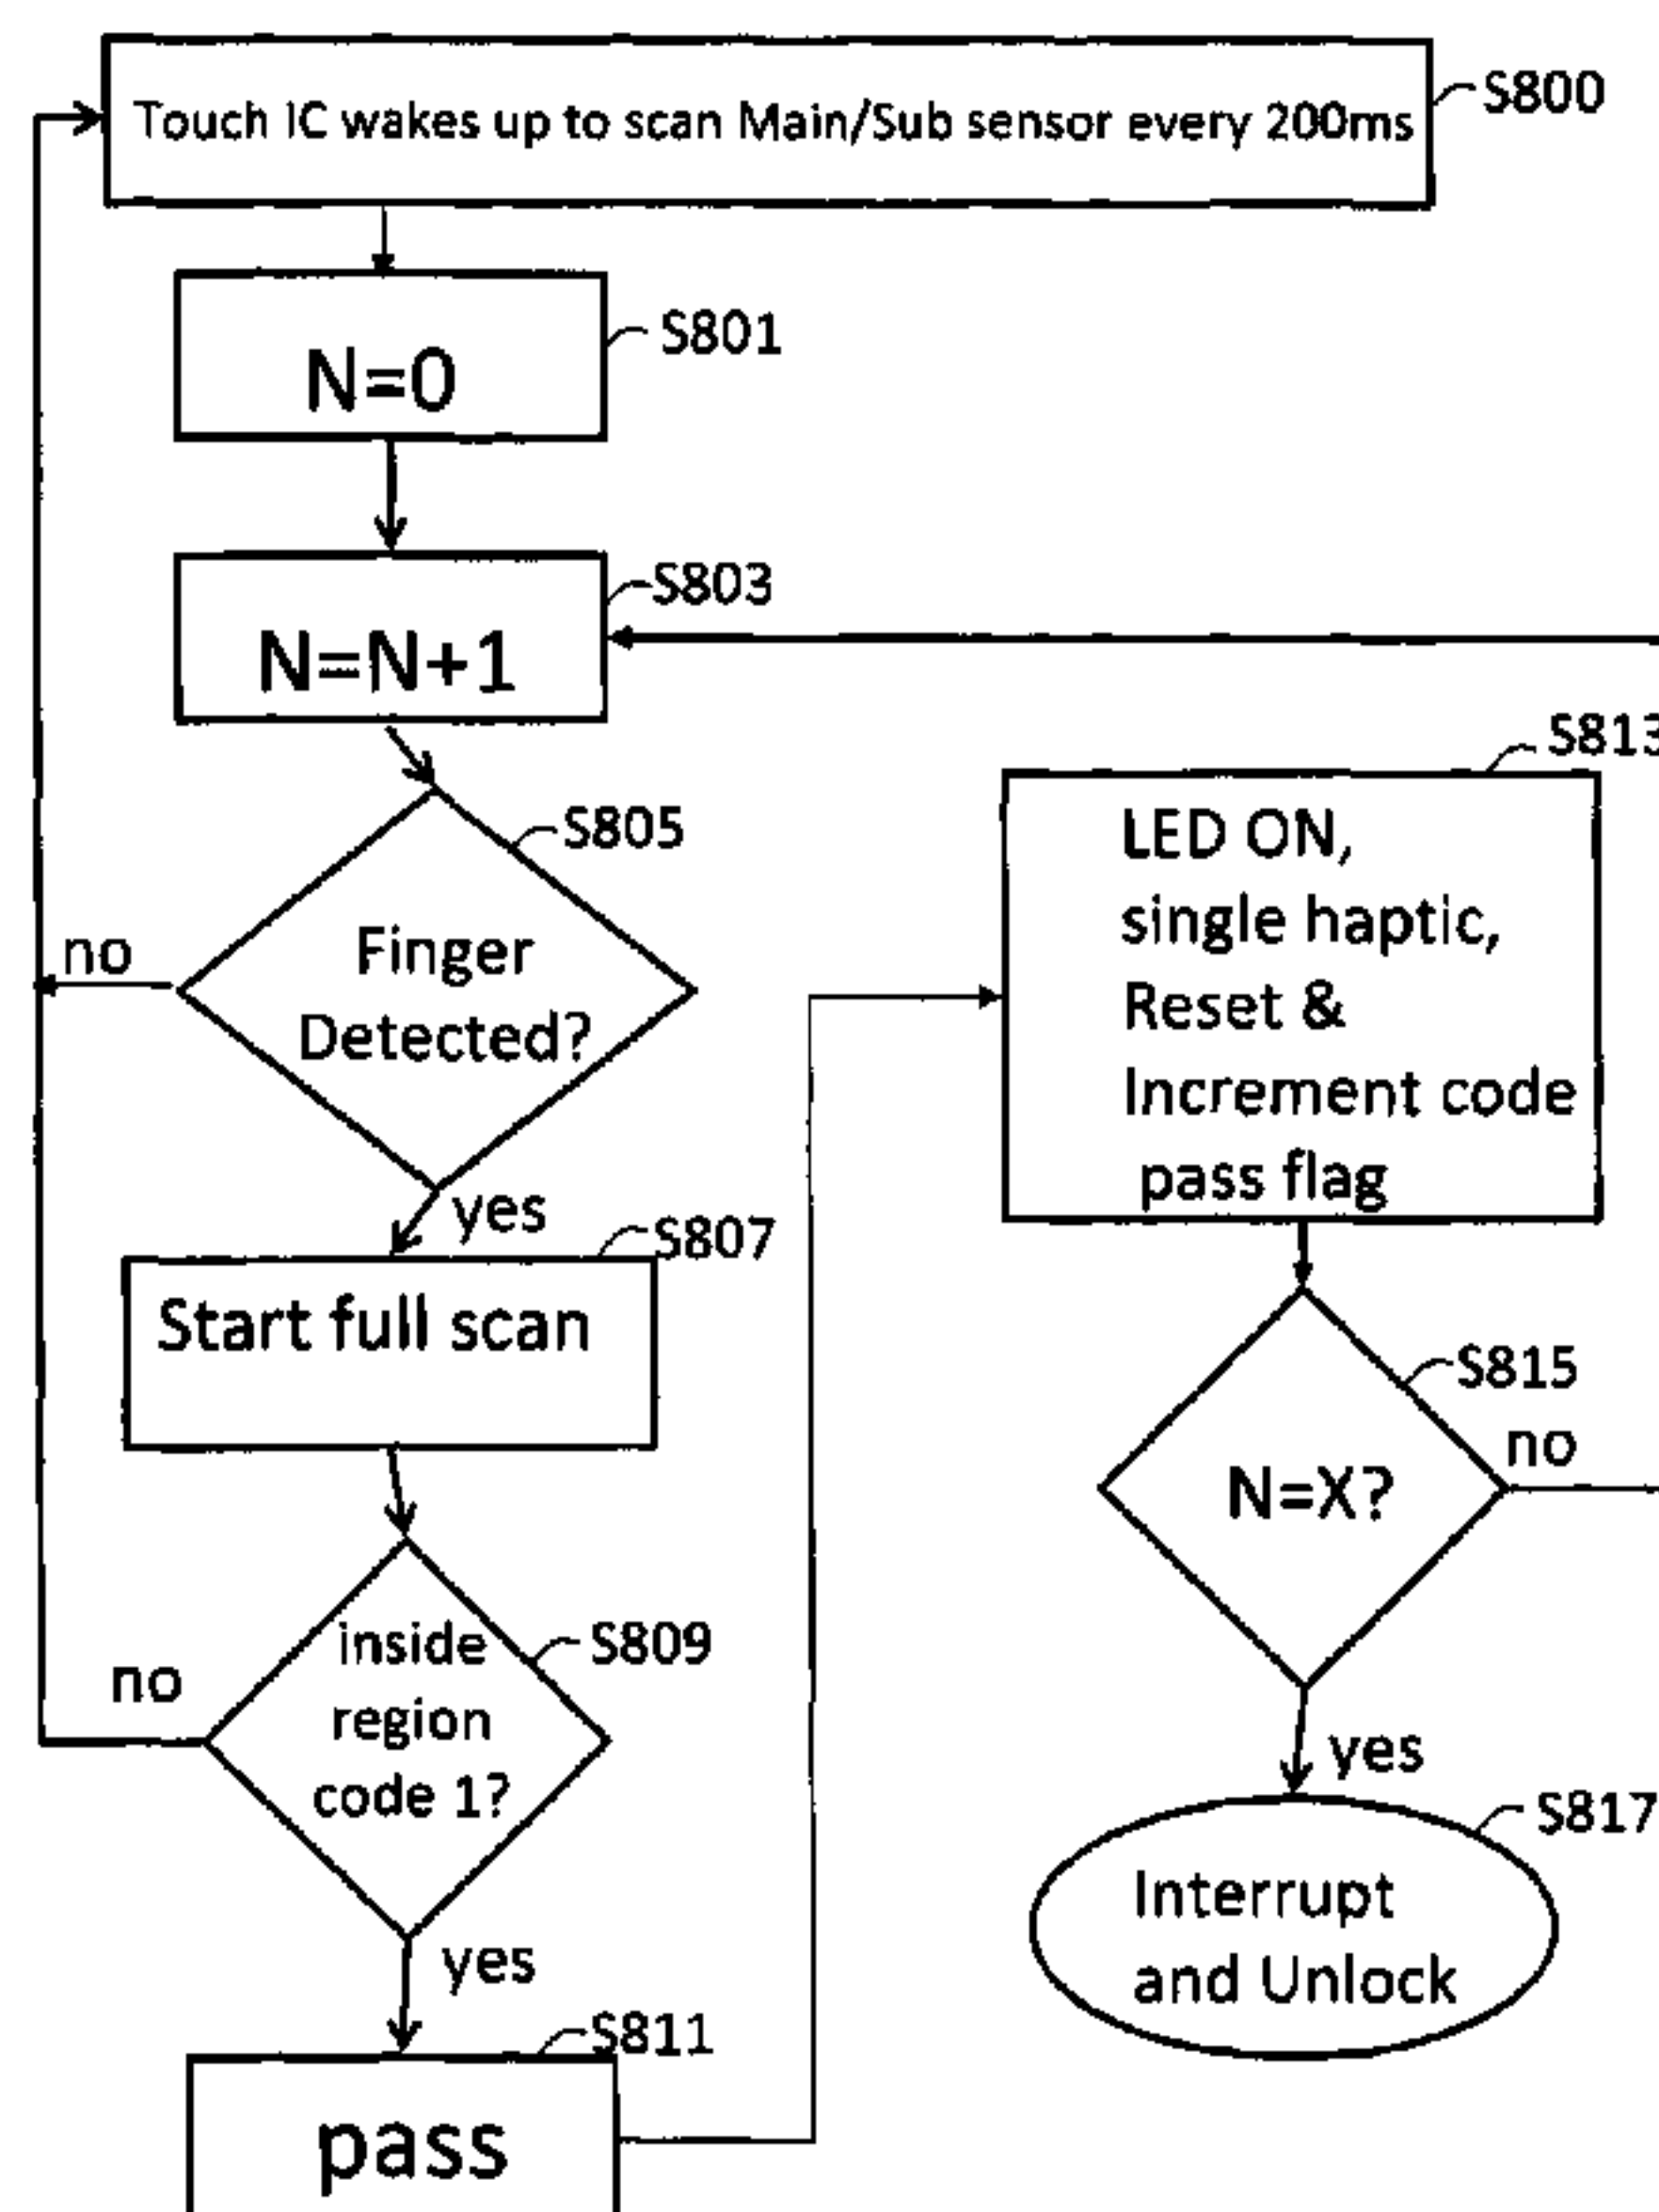 Touch IC wakes up to scan Main/Sub sensor every 200ms
S800
N=0
S801
N=N+1
S803
Finger
Detected?
S805
no
yes
Start full scan
S807
inside
region
code 1?
S809
no
yes
pass
S811
LED ON,
single haptic,
Reset &
Increment code
pass flag
S813
N=X?
S815
no
yes
Interrupt
and Unlock
S817